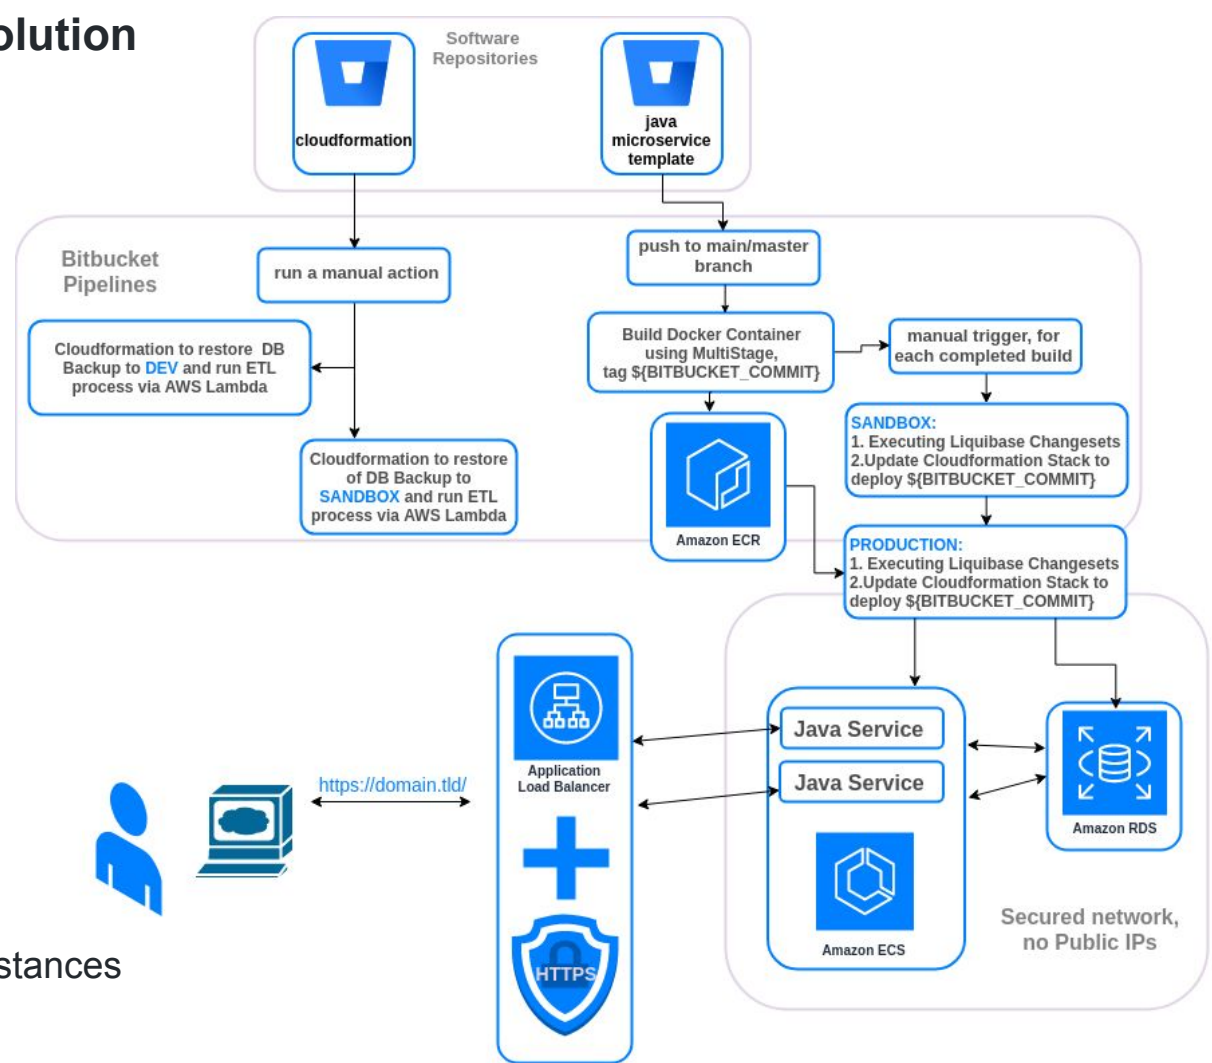 olution
Software
Repositories
cloudformation
java
microservice
template
Bitbucket
Pipelines
run a manual action
push to main/master
branch
Cloudformation to restore DB
Backup to DEV and run ETL
process via AWS Lambda
Build Docker Container
using MultiStage,
tag ${BITBUCKET_COMMIT}
manual trigger, for
each completed build
Cloudformation to restore
of DB Backup to
SANDBOX and run ETL
process via AWS Lambda
Amazon ECR
SANDBOX:
1. Executing Liquibase Changesets
2.Update Cloudformation Stack to
deploy ${BITBUCKET_COMMIT}
PRODUCTION:
1. Executing Liquibase Changesets
2.Update Cloudformation Stack to
deploy ${BITBUCKET_COMMIT}
https://domain.tld/
Application
Load Balancer
HTTPS
Java Service
Java Service
Amazon ECS
Amazon RDS
Secured network,
no Public IPs
stances